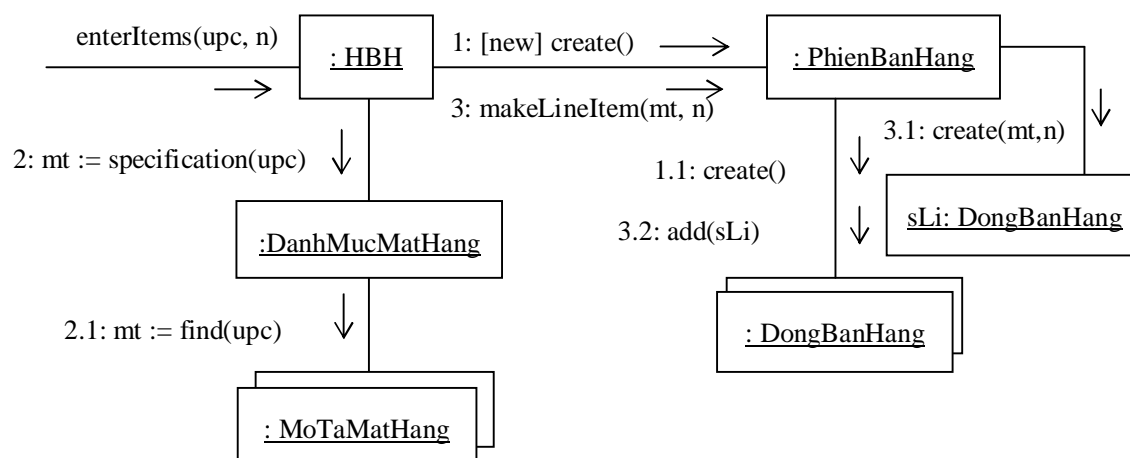 enterItems(upc, n)
: HBH
1: [new] create()
: PhienBanHang
3: makeLineItem(mt, n)
3.1: create(mt,n)
2: mt := specification(upc)
1.1: create()
:DanhMucMatHang
3.2: add(sLi)
sLi: DongBanHang
2.1: mt := find(upc)
: DongBanHang
: MoTaMatHang